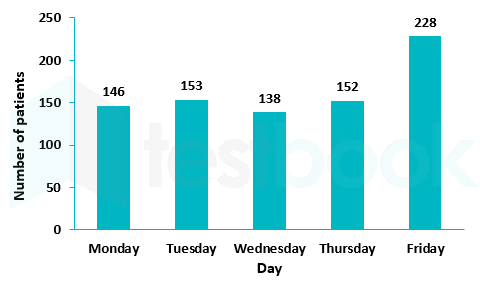 250
200
150
100
50
0
Number of patients
146
153
138
152
228
Monday
Tuesday
Wednesday
Thursday
Friday
Day
testbook